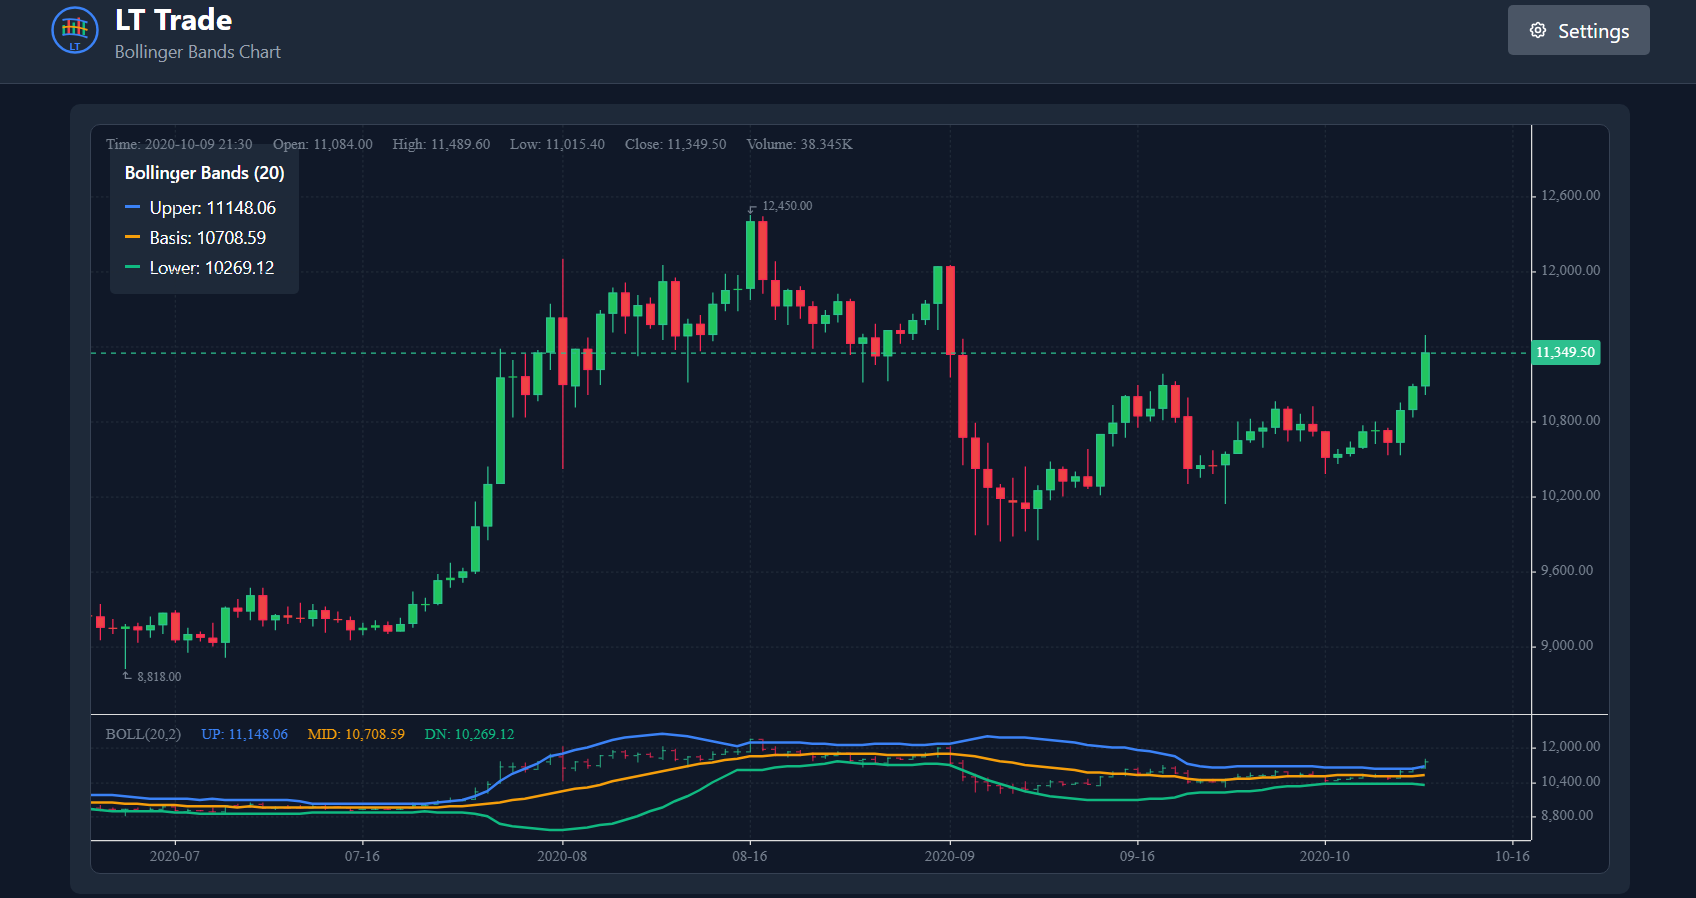 LT Trade
LT
Bollinger Bands Chart
Settings
Time: 2020-10-09 21:30 Open: 11,084.00 High: 11,489.60 Low: 11,015.40 Close: 11,349.50 Volume: 38.345K
Bollinger Bands (20)
Upper: 11148.06
Basis: 10708.59
Lower: 10269.12
12,450.00
8,818.00
12,600.00
12,000.00
11,349.50
10,800.00
10,200.00
9,600.00
9,000.00
BOLL(20,2) UP: 11,148.06 MID: 10,708.59 DN: 10,269.12
12,000.00
10,400.00
8,800.00
2020-07 07-16 2020-08 08-16 2020-09 09-16 2020-10 10-16